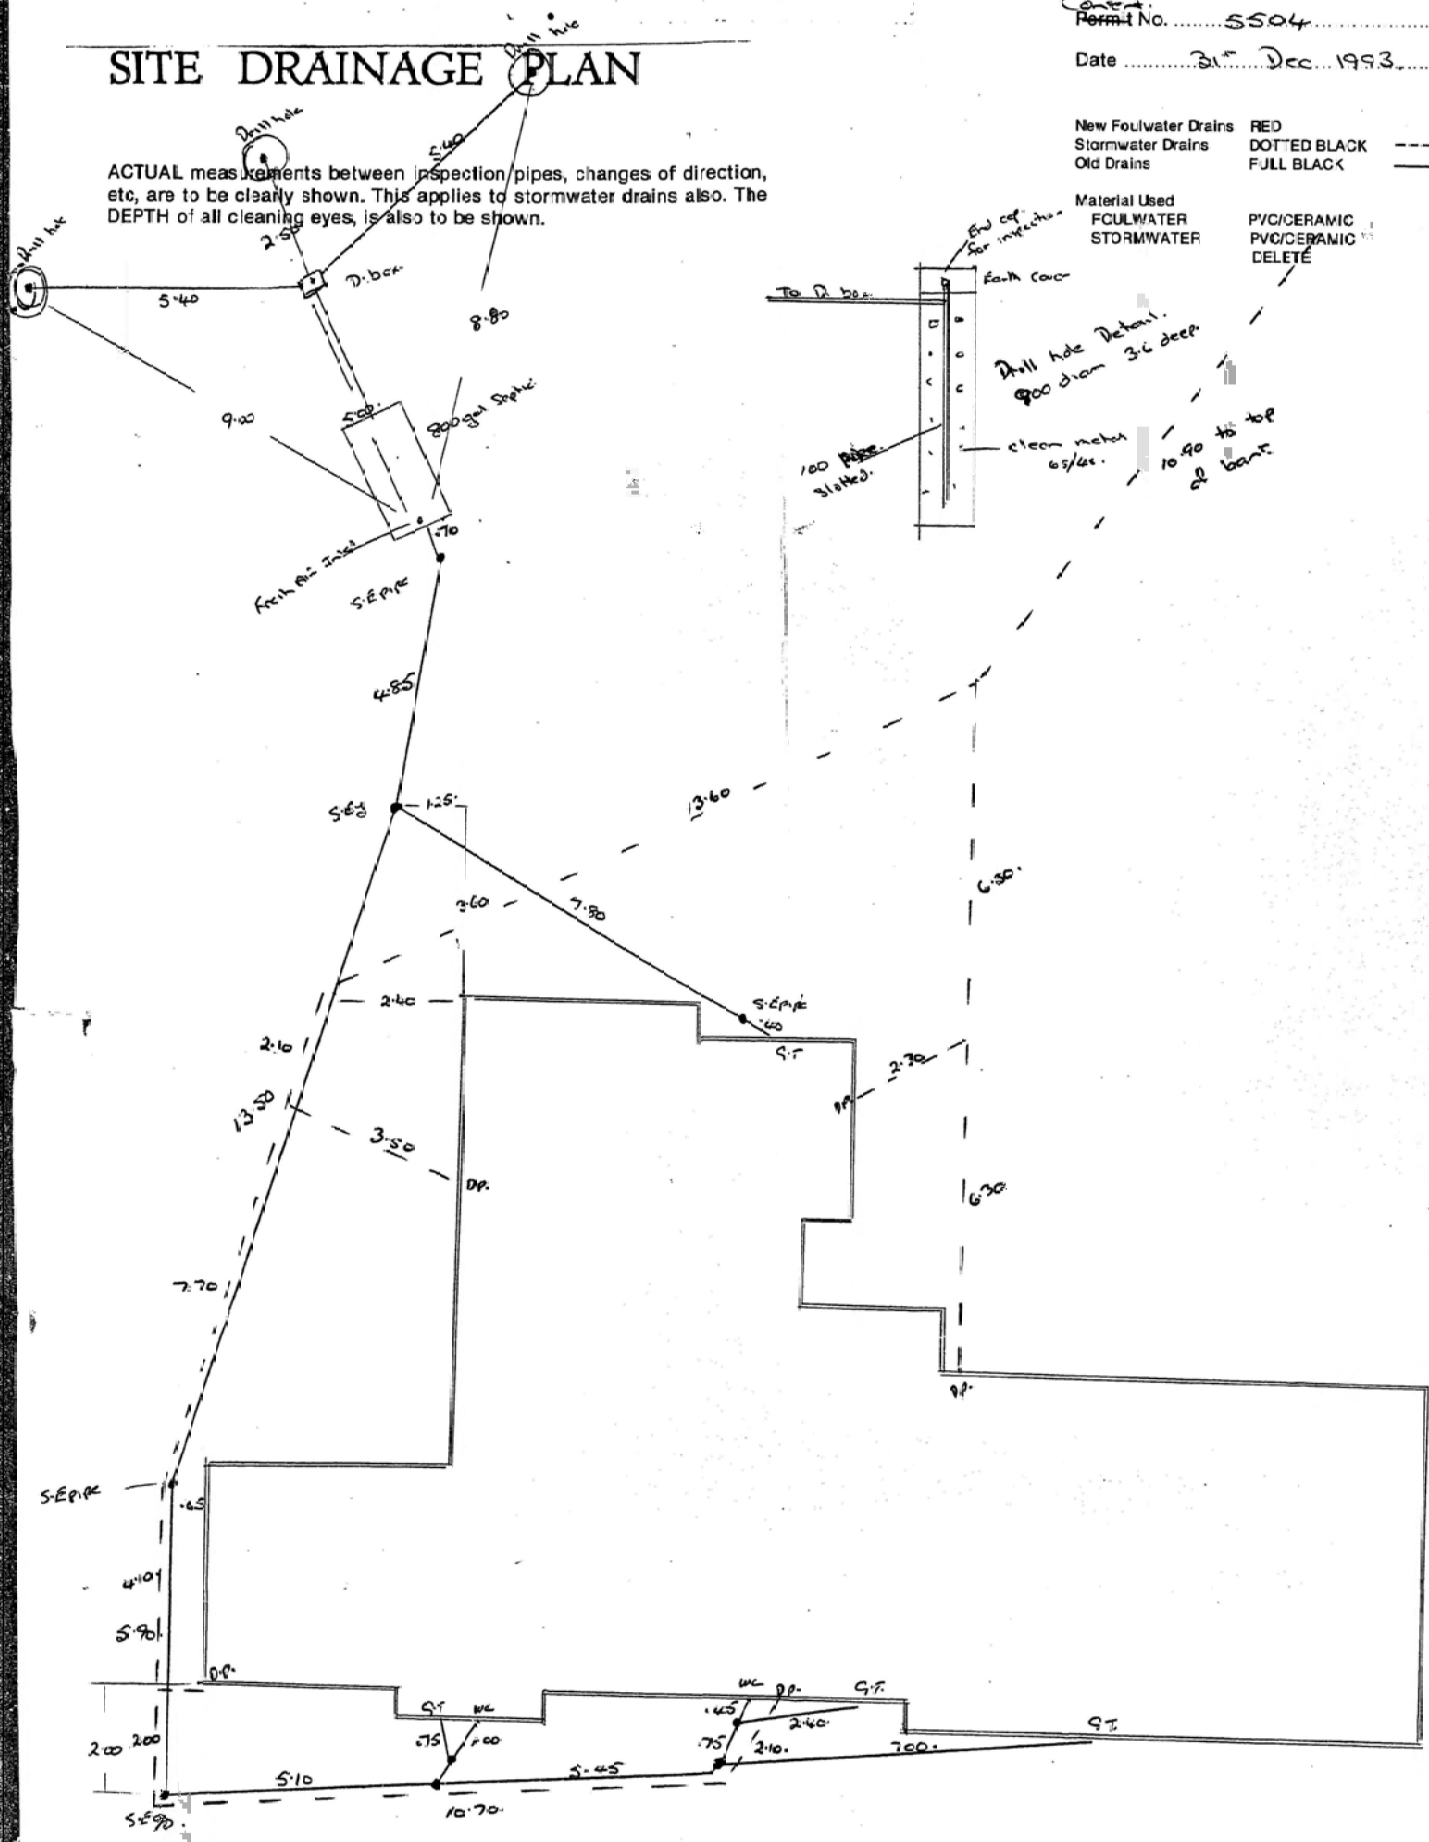 Consent.
Permit No. ........ 5504 ........
Date ........... 31st Dec 1993 .....
Drill hole
SITE DRAINAGE PLAN
Drill hole
5.40
New Foulwater Drains RED
Stormwater Drains DOTTED BLACK
Old Drains FULL BLACK
ACTUAL measurements between inspection pipes, changes of direction,
etc, are to be clearly shown. This applies to stormwater drains also. The
DEPTH of all cleaning eyes, is also to be shown.
Material Used
FOULWATER PVC/CERAMIC
STORMWATER PVC/CERAMIC
DELETE
Drill hole
2.50
D.box
5.40
8.80
End cap
for inspection
Earth cover
To D box
Drill hole Detail.
900 diam 3.6 deep.
9.00
5.00
800 gal Septic
100 pipe
Slotted.
clean metal
65/40.
10.90 to top
of bank
.70
Fresh Air Inlet
S.E pipe
4.85
S.Ey
1.25
13.60
3.60
7.80
6.30
S.E pipe
.40
G.T
2.40
2.10
2.30
DP.
13.50
3.50
DP.
6.30
7.70
DP.
S.E pipe
.65
4.10
5.90
D.P.
G.T
WC
WC
DP.
G.T.
.45
2.40
2.00
2.00
.75
1.00
.75
2.10.
7.00.
G.T
5.10
5.45
10.70